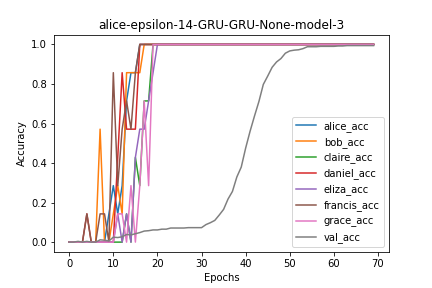 alice-epsilon-14-GRU-GRU-None-model-3
1.0
0.8
0.6
0.4
0.2
0.0
Accuracy
0
10
20
30
40
50
60
70
Epochs
alice_acc
bob_acc
claire_acc
daniel_acc
eliza_acc
francis_acc
grace_acc
val_acc